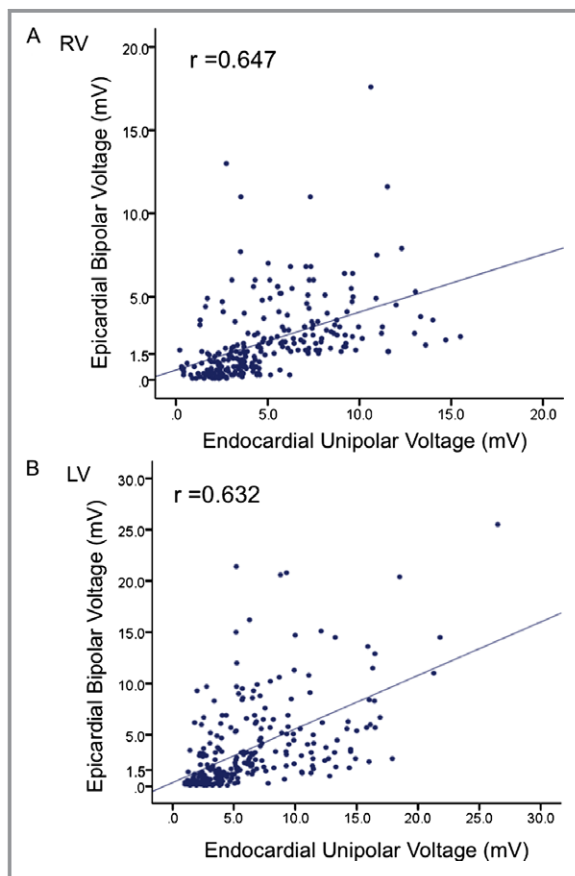 A RV
r =0.647
20.0
15.0
10.0
5.0
1.5
.0
Epicardial Bipolar Voltage (mV)
.0 5.0 10.0 15.0 20.0
Endocardial Unipolar Voltage (mV)
B LV
r =0.632
30.0
25.0
20.0
15.0
10.0
5.0
1.5
.0
Epicardial Bipolar Voltage (mV)
.0 5.0 10.0 15.0 20.0 25.0 30.0
Endocardial Unipolar Voltage (mV)